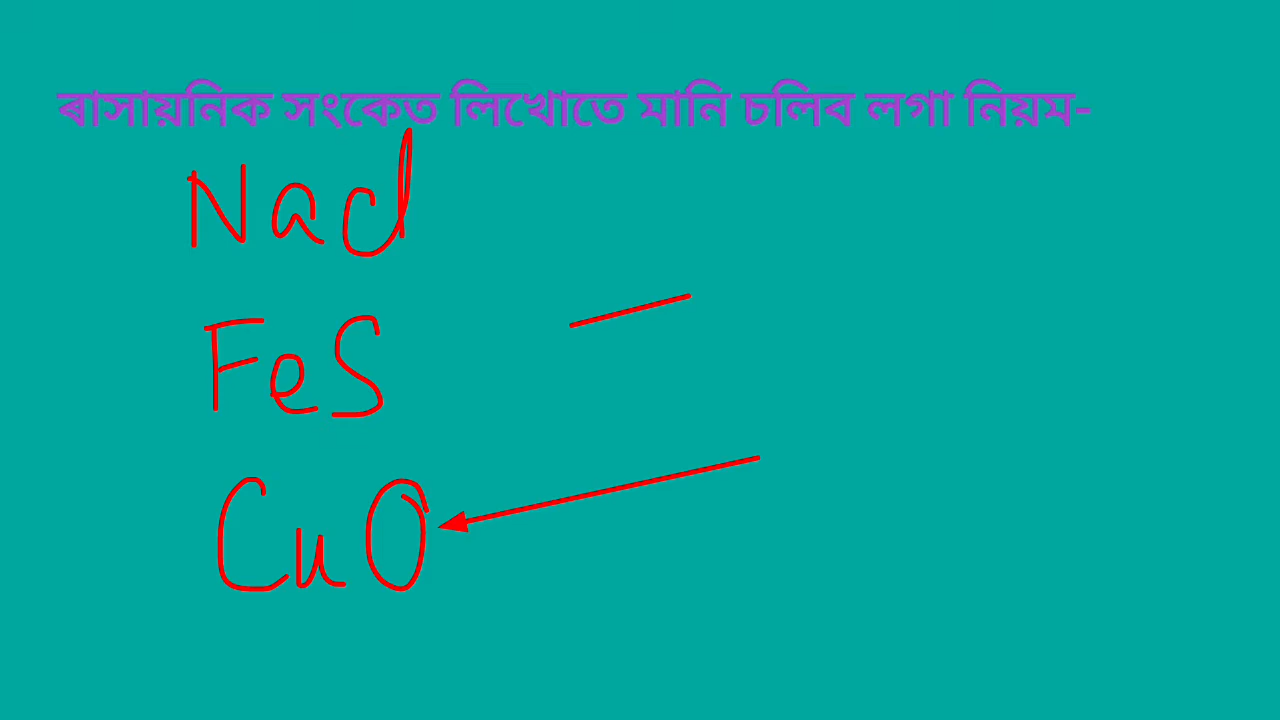 ৰাসায়নিক সংকেত লিখোতে মানি চলিব লগা নিয়ম-
Nacl
FeS
CuO